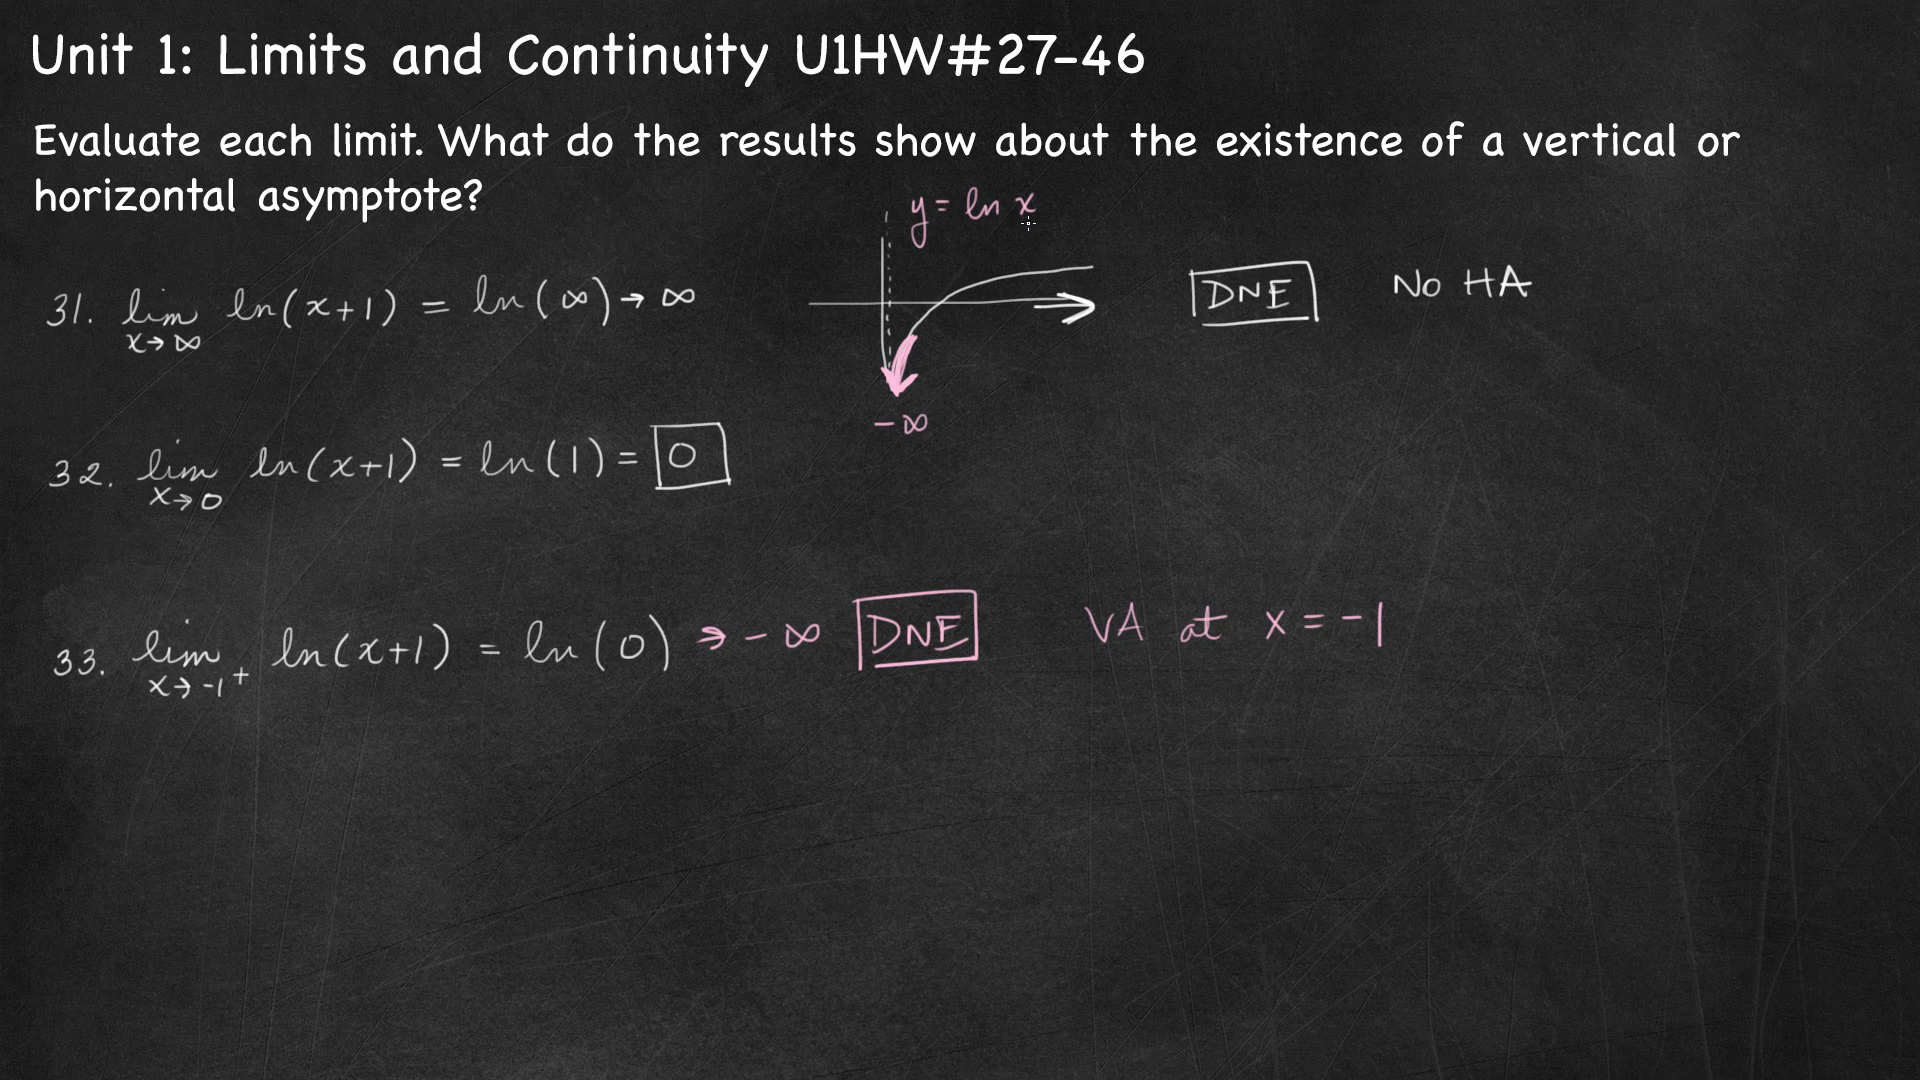 Unit 1: Limits and Continuity U1HW#27-46
Evaluate each limit. What do the results show about the existence of a vertical or
horizontal asymptote?
y = ln x
31. lim x→∞ ln(x+1) = ln(∞) → ∞
DNE
No HA
-∞
32. lim x→0 ln(x+1) = ln(1) = 0
33. lim x→-1+ ln(x+1) = ln(0) → -∞ DNE
VA at x = -1